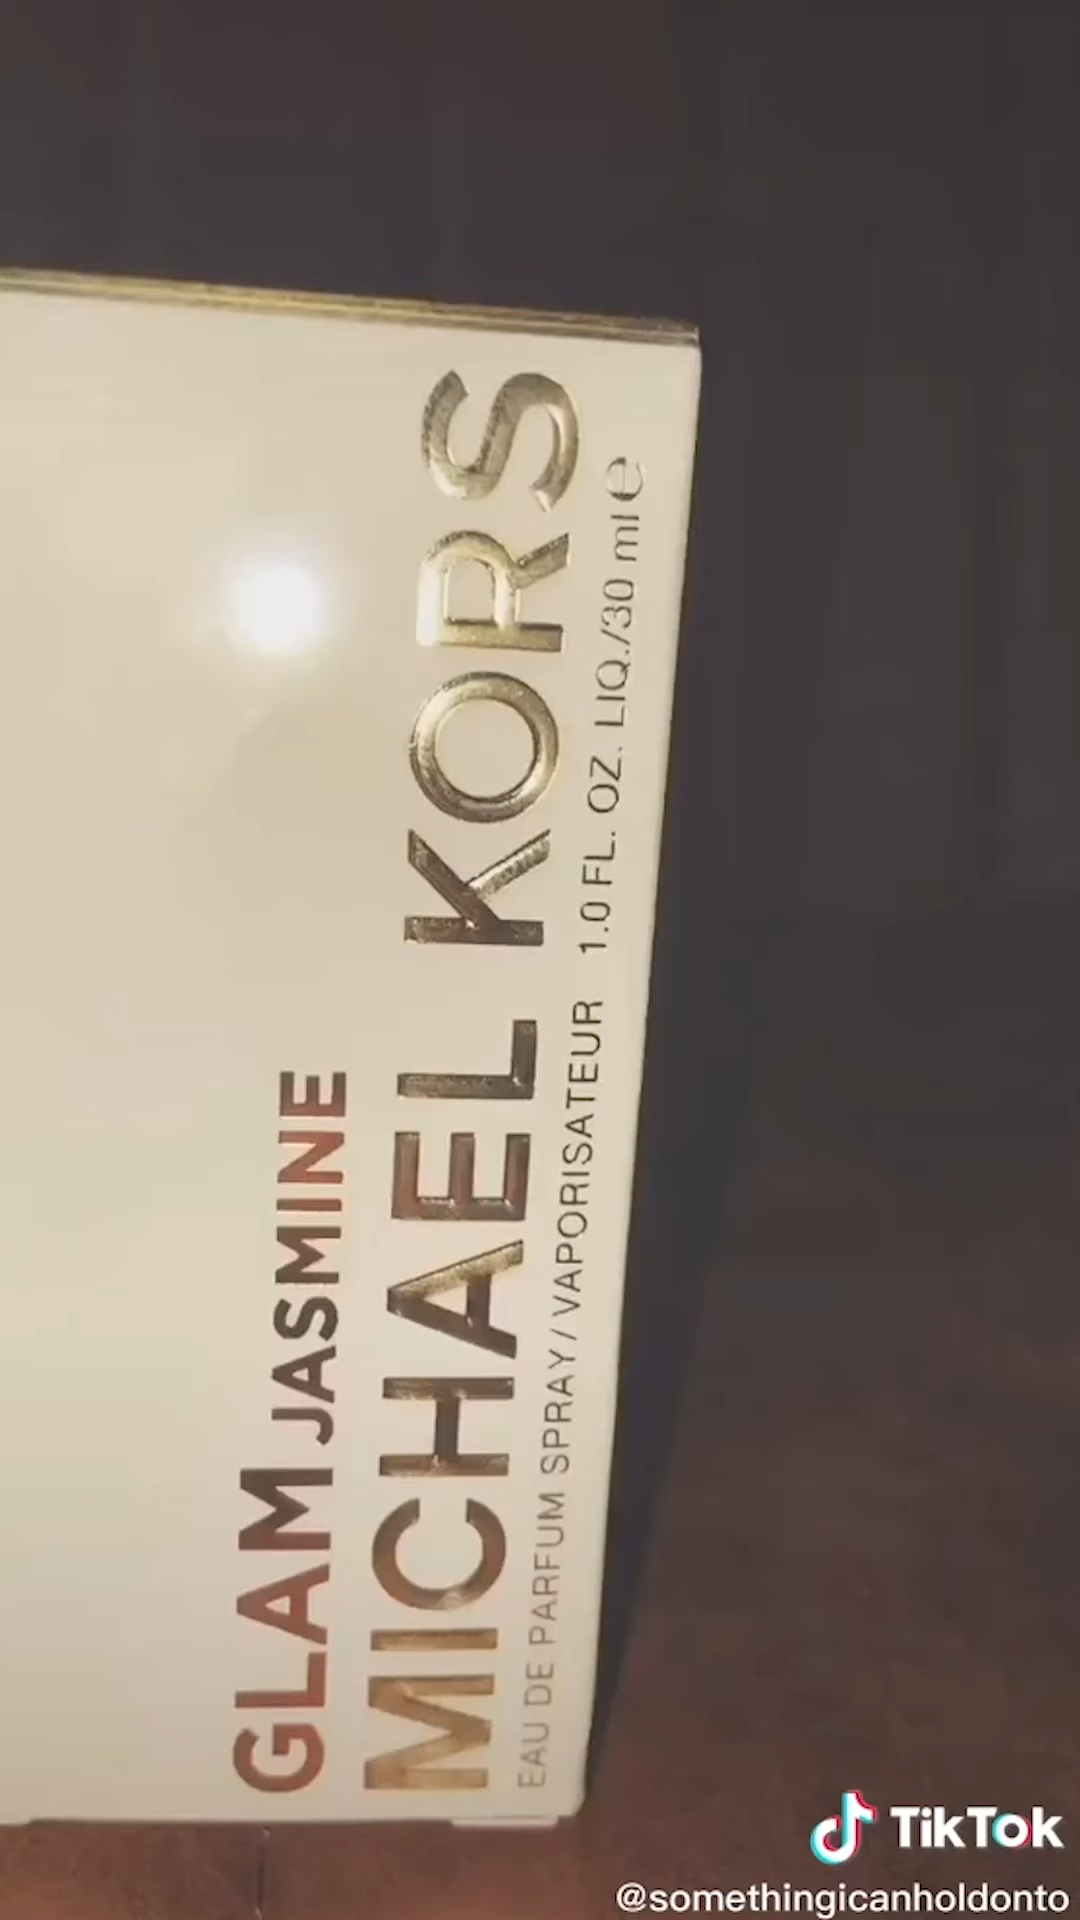 GLAM JASMINE
MICHAEL KORS
EAU DE PARFUM SPRAY / VAPORISATEUR 1.0 FL. OZ. LIQ./30 ml e
TikTok
@somethingicanholdonto